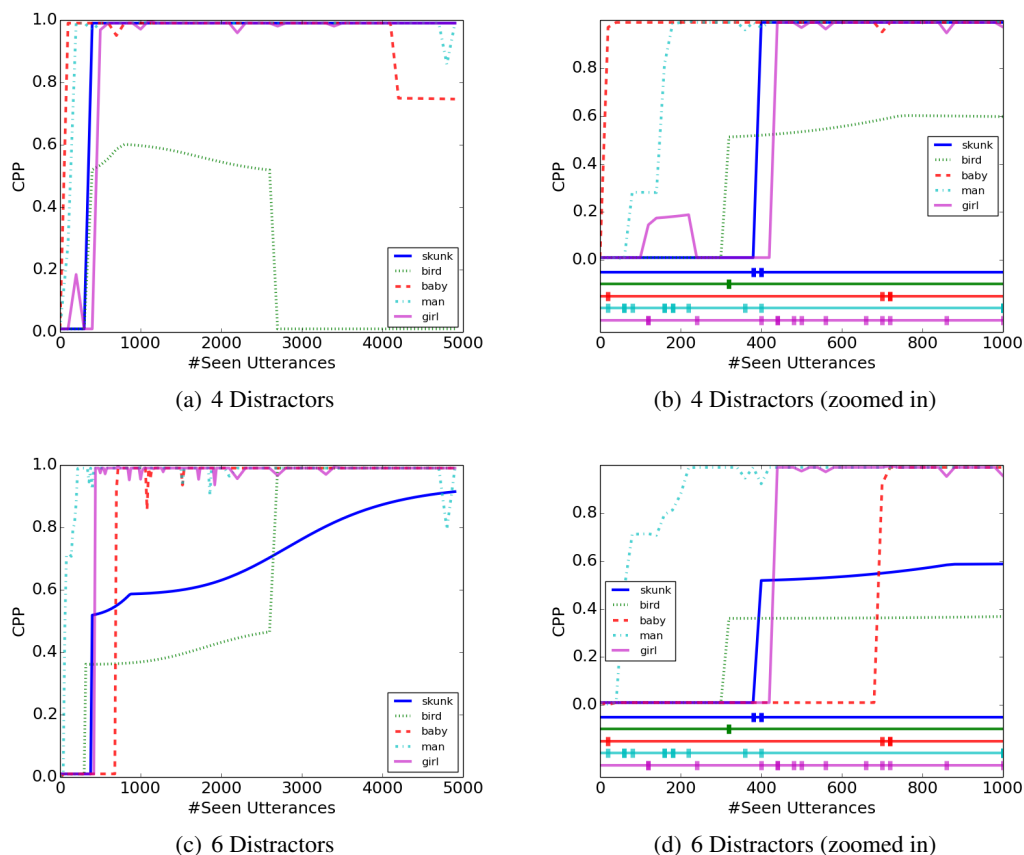 1.0
0.8
0.6
0.4
0.2
0.0
CPP
0 1000 2000 3000 4000 5000
#Seen Utterances
skunk
bird
baby
man
girl
(a) 4 Distractors
0.8
0.6
0.4
0.2
0.0
CPP
0 200 400 600 800 1000
#Seen Utterances
skunk
bird
baby
man
girl
(b) 4 Distractors (zoomed in)
1.0
0.8
0.6
0.4
0.2
0.0
CPP
0 1000 2000 3000 4000 5000
#Seen Utterances
skunk
bird
baby
man
girl
(c) 6 Distractors
0.8
0.6
0.4
0.2
0.0
CPP
0 200 400 600 800 1000
#Seen Utterances
skunk
bird
baby
man
girl
(d) 6 Distractors (zoomed in)